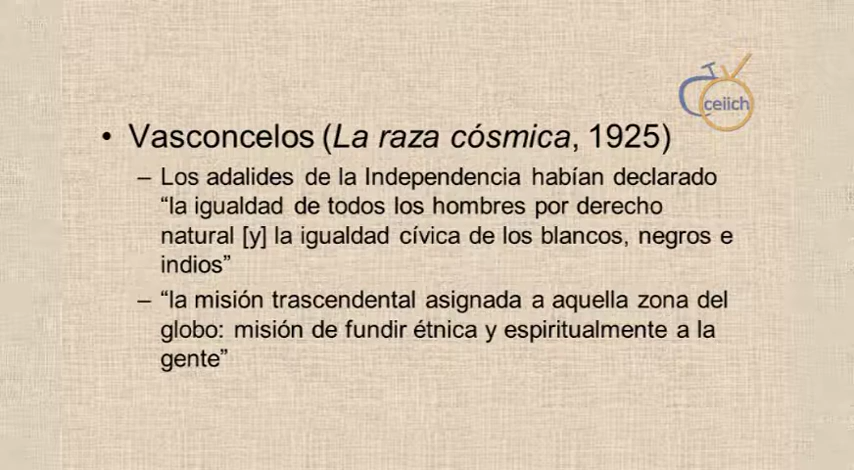 TV
ceiich
• Vasconcelos (La raza cósmica, 1925)
– Los adalides de la Independencia habían declarado
“la igualdad de todos los hombres por derecho
natural [y] la igualdad cívica de los blancos, negros e
indios”
– “la misión trascendental asignada a aquella zona del
globo: misión de fundir étnica y espiritualmente a la
gente”